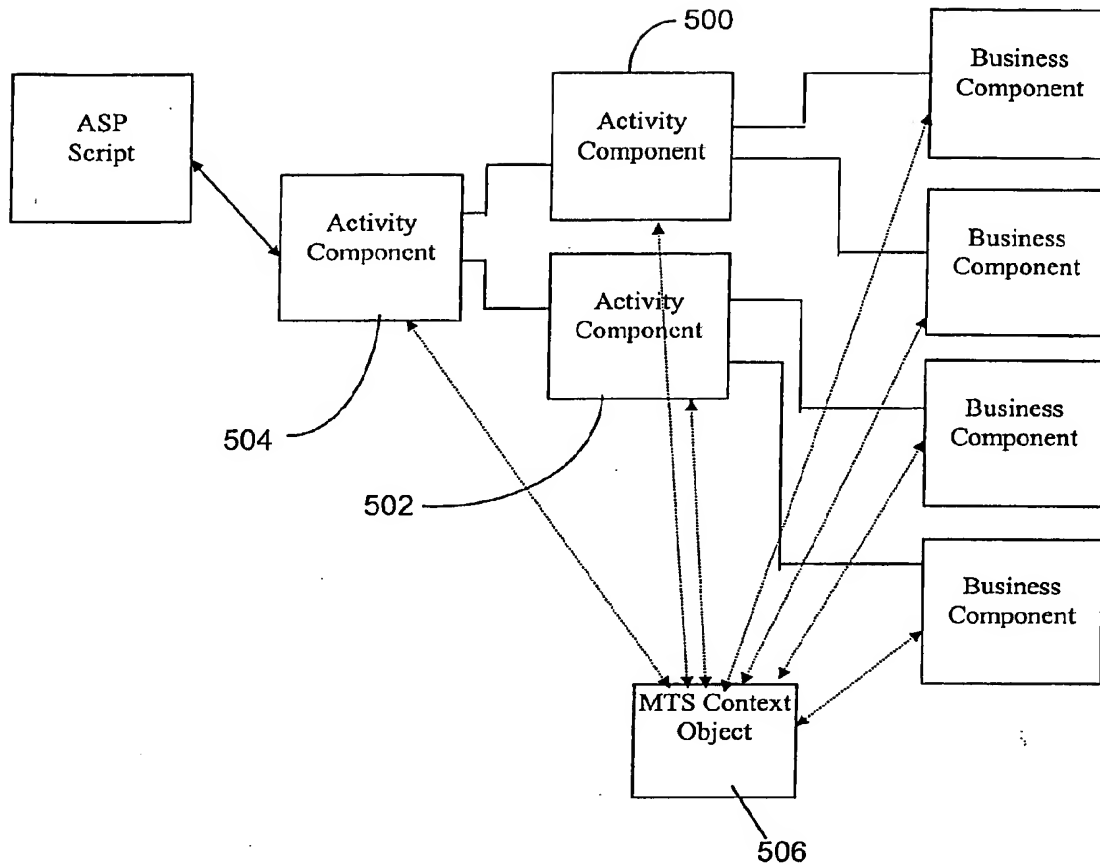 500
ASP
Script
Activity
Component
Business
Component
Activity
Component
Business
Component
Activity
Component
504
Business
Component
502
Business
Component
MTS Context
Object
506